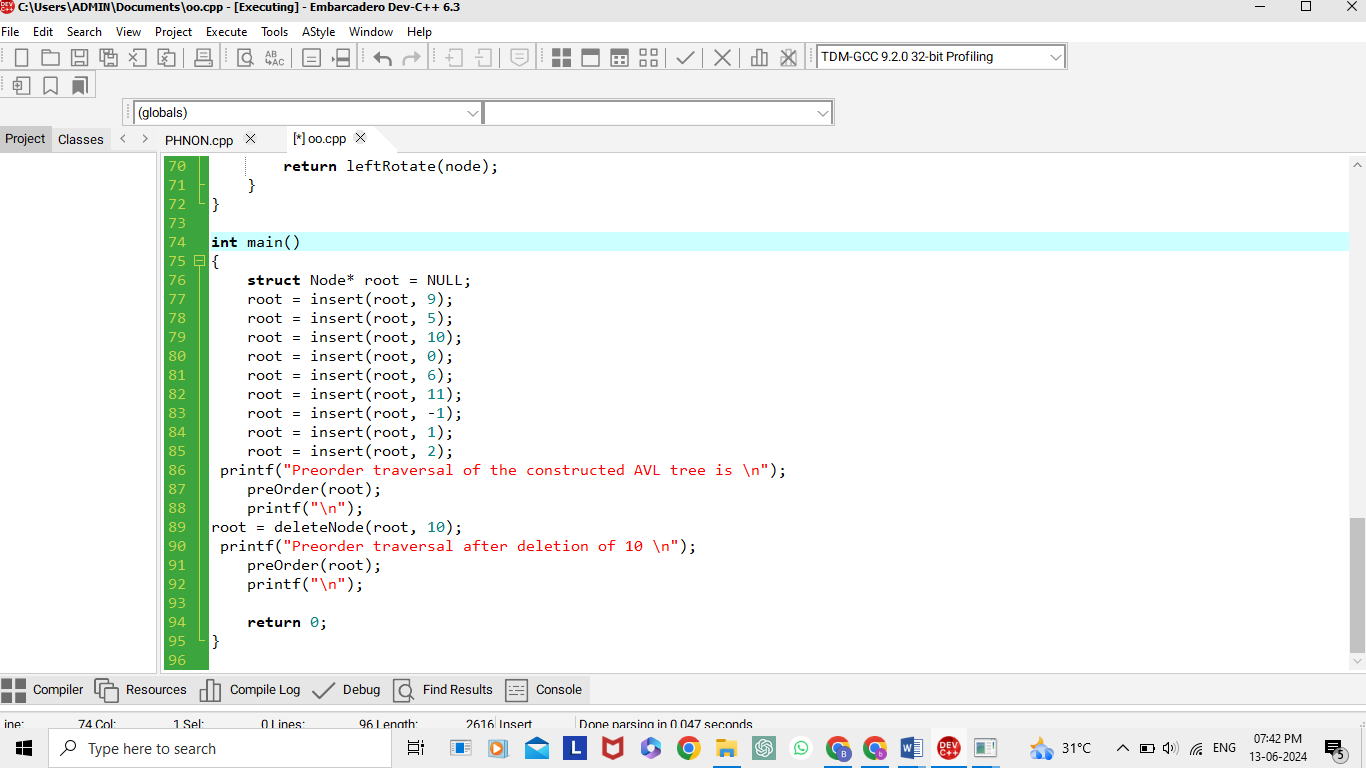 C:\Users\ADMIN\Documents\oo.cpp - [Executing] - Embarcadero Dev-C++ 6.3
File Edit Search View Project Execute Tools AStyle Window Help
TDM-GCC 9.2.0 32-bit Profiling
(globals)
Project Classes PHNON.cpp [*] oo.cpp
70 return leftRotate(node);
71 }
72 }
73
74 int main()
75 {
76 struct Node* root = NULL;
77 root = insert(root, 9);
78 root = insert(root, 5);
79 root = insert(root, 10);
80 root = insert(root, 0);
81 root = insert(root, 6);
82 root = insert(root, 11);
83 root = insert(root, -1);
84 root = insert(root, 1);
85 root = insert(root, 2);
86 printf("Preorder traversal of the constructed AVL tree is \n");
87 preOrder(root);
88 printf("\n");
89 root = deleteNode(root, 10);
90 printf("Preorder traversal after deletion of 10 \n");
91 preOrder(root);
92 printf("\n");
93
94 return 0;
95 }
96
Compiler Resources Compile Log Debug Find Results Console
ine: 74 Col: 1 Sel: 0 Lines: 96 Length: 2616 Insert Done parsing in 0.047 seconds
Type here to search 31°C ENG 07:42 PM
13-06-2024 5